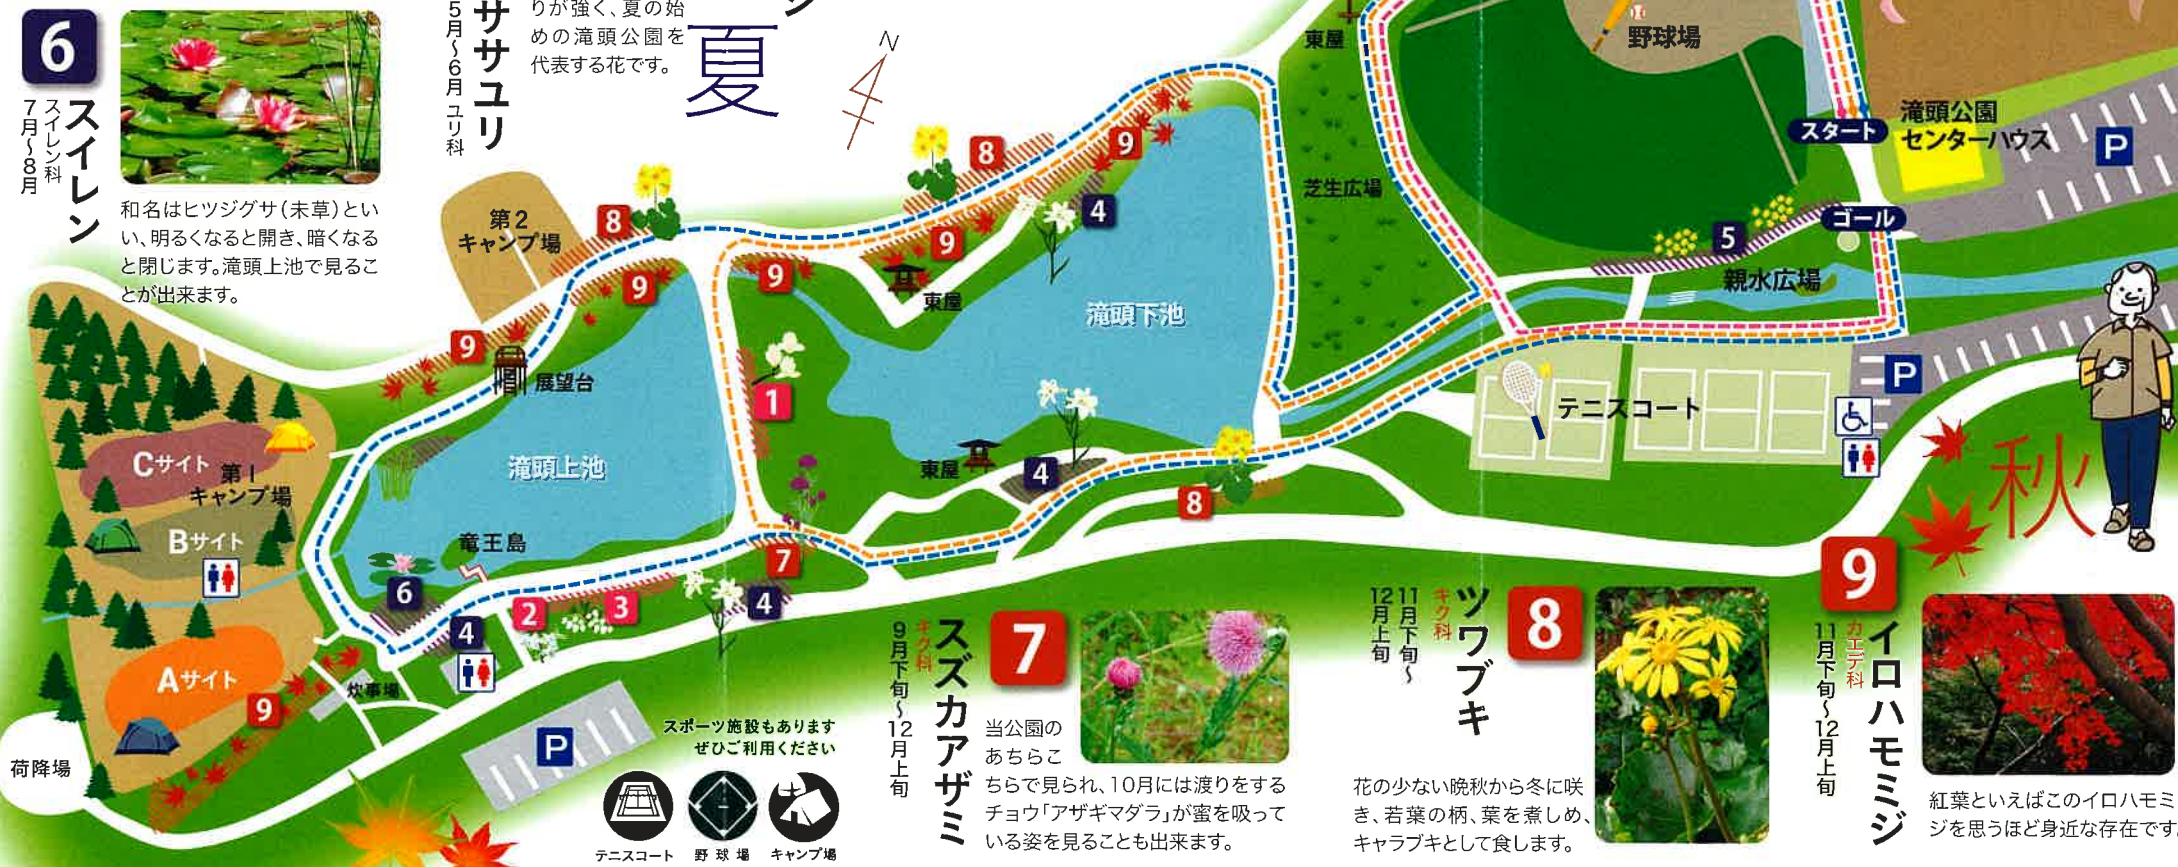 6
スイレン
スイレン科
7月～8月
和名はヒツジグサ（未草）とい
い、明るくなると開き、暗くなる
と閉じます。滝頭上池で見るこ
とが出来ます。
ササユリ
5月～6月 ユリ科
りが強く、夏の始
めの滝頭公園を
代表する花です。
夏
N
東屋
野球場
スタート
滝頭公園
センターハウス
P
芝生広場
ゴール
5
親水広場
第2
キャンプ場
8
9
8
9
4
9
9
9
9
東屋
滝頭下池
展望台
1
滝頭上池
東屋
4
8
テニスコート
P
秋
Cサイト
第1
キャンプ場
Bサイト
Aサイト
竜王島
6
4
2
3
4
7
9
炊事場
荷降場
P
スポーツ施設もあります
ぜひご利用ください
テニスコート
野球場
キャンプ場
7
スズカアザミ
キク科
9月下旬～12月上旬
当公園の
あちらこ
ちらで見られ、10月には渡りをする
チョウ「アザギマダラ」が蜜を吸って
いる姿を見ることも出来ます。
8
ツワブキ
キク科
11月下旬～
12月上旬
花の少ない晩秋から冬に咲
き、若葉の柄、葉を煮しめ、
キャラブキとして食します。
9
イロハモミジ
カエデ科
11月下旬～12月上旬
紅葉といえばこのイロハモミ
ジを思うほど身近な存在です。